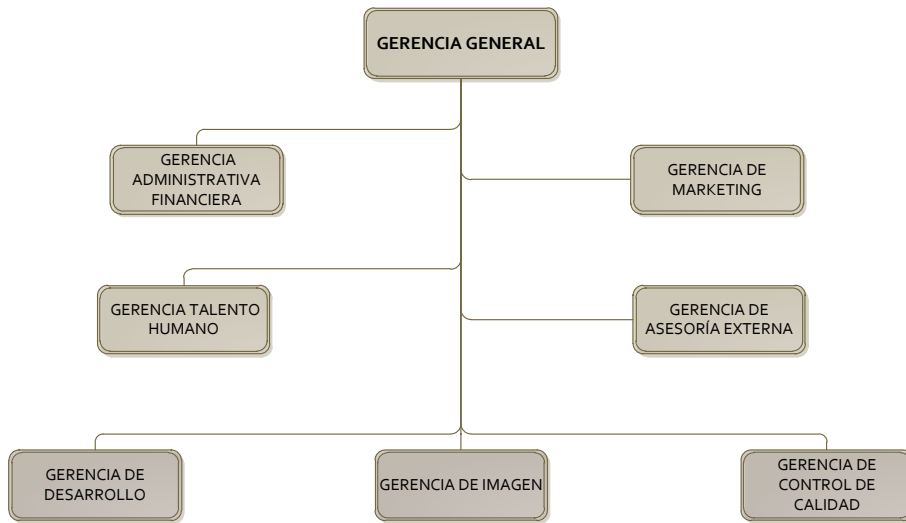 GERENCIA GENERAL
GERENCIA
ADMINISTRATIVA
FINANCIERA
GERENCIA DE
MARKETING
GERENCIA TALENTO
HUMANO
GERENCIA DE
ASESORÍA EXTERNA
GERENCIA DE
DESARROLLO
GERENCIA DE IMAGEN
GERENCIA DE
CONTROL DE
CALIDAD